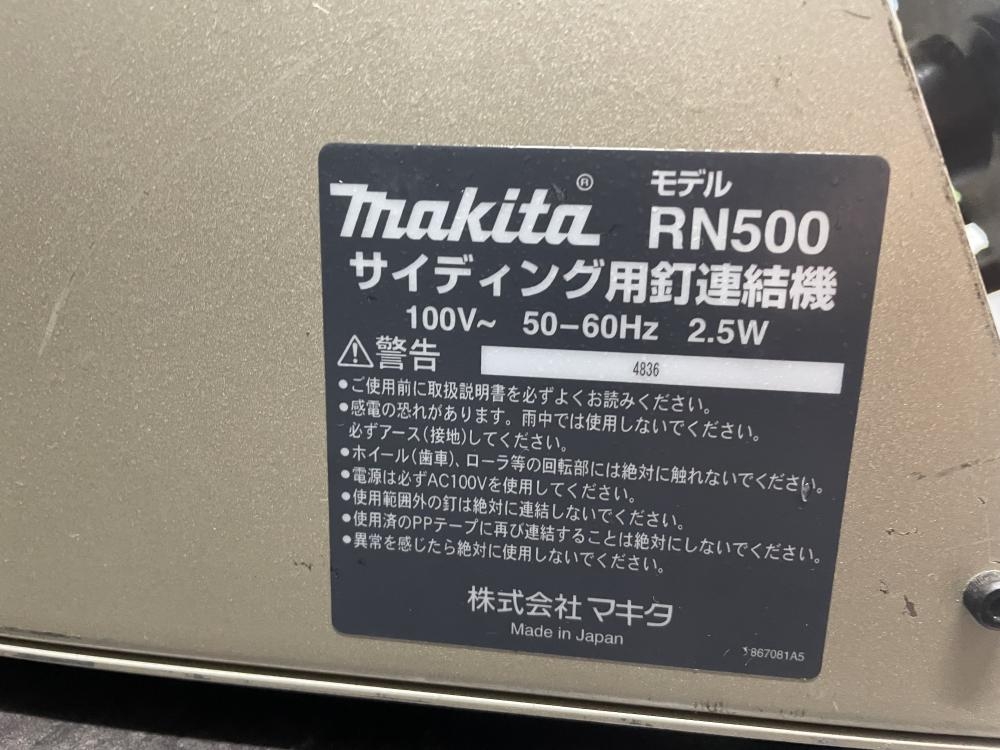 makita®
モデル
RN500
サイディング用釘連結機
100V~ 50-60Hz 2.5W
⚠警告
4836
●ご使用前に取扱説明書を必ずよくお読みください。
●感電の恐れがあります。雨中では使用しないでください。
必ずアース(接地)してください。
●ホイール(歯車)、ローラ等の回転部には絶対に触れないでください。
●電源は必ずAC100Vを使用してください。
●使用範囲外の釘は絶対に連結しないでください。
●使用済のPPテープに再び連結することは絶対にしないでください。
●異常を感じたら絶対に使用しないでください。
株式会社マキタ
Made in Japan
867081A5